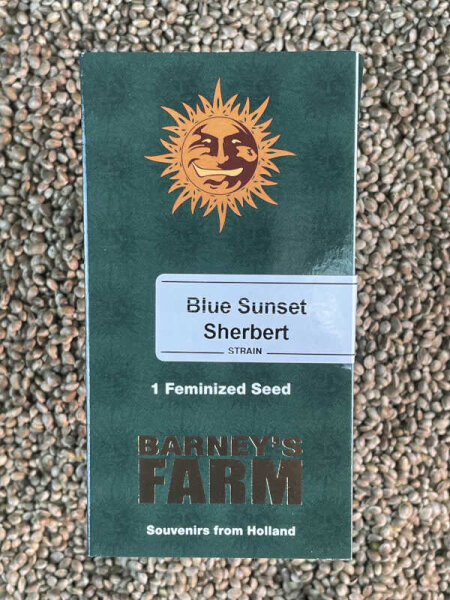 Blue Sunset
Sherbert
STRAIN
1 Feminized Seed
BARNEY'S
FARM
Souvenirs from Holland